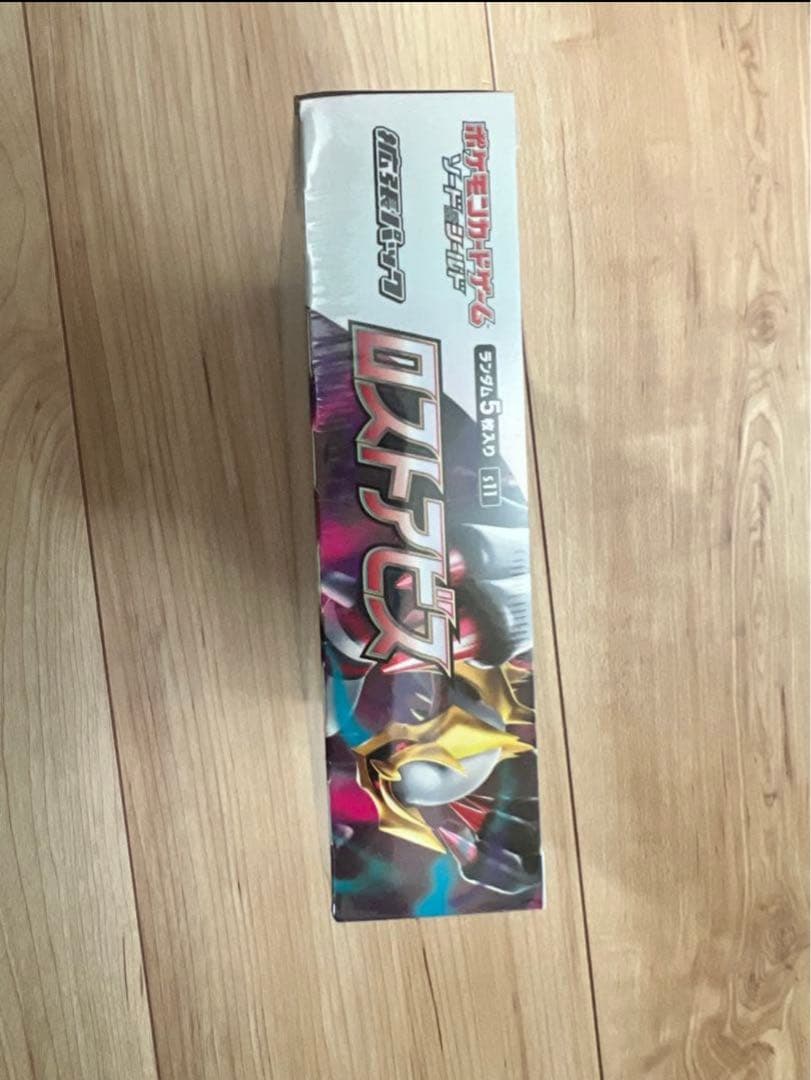 ポケモンカードゲーム
ソード&シールド
拡張パック
ランダム5枚入り s11
ロストアビス